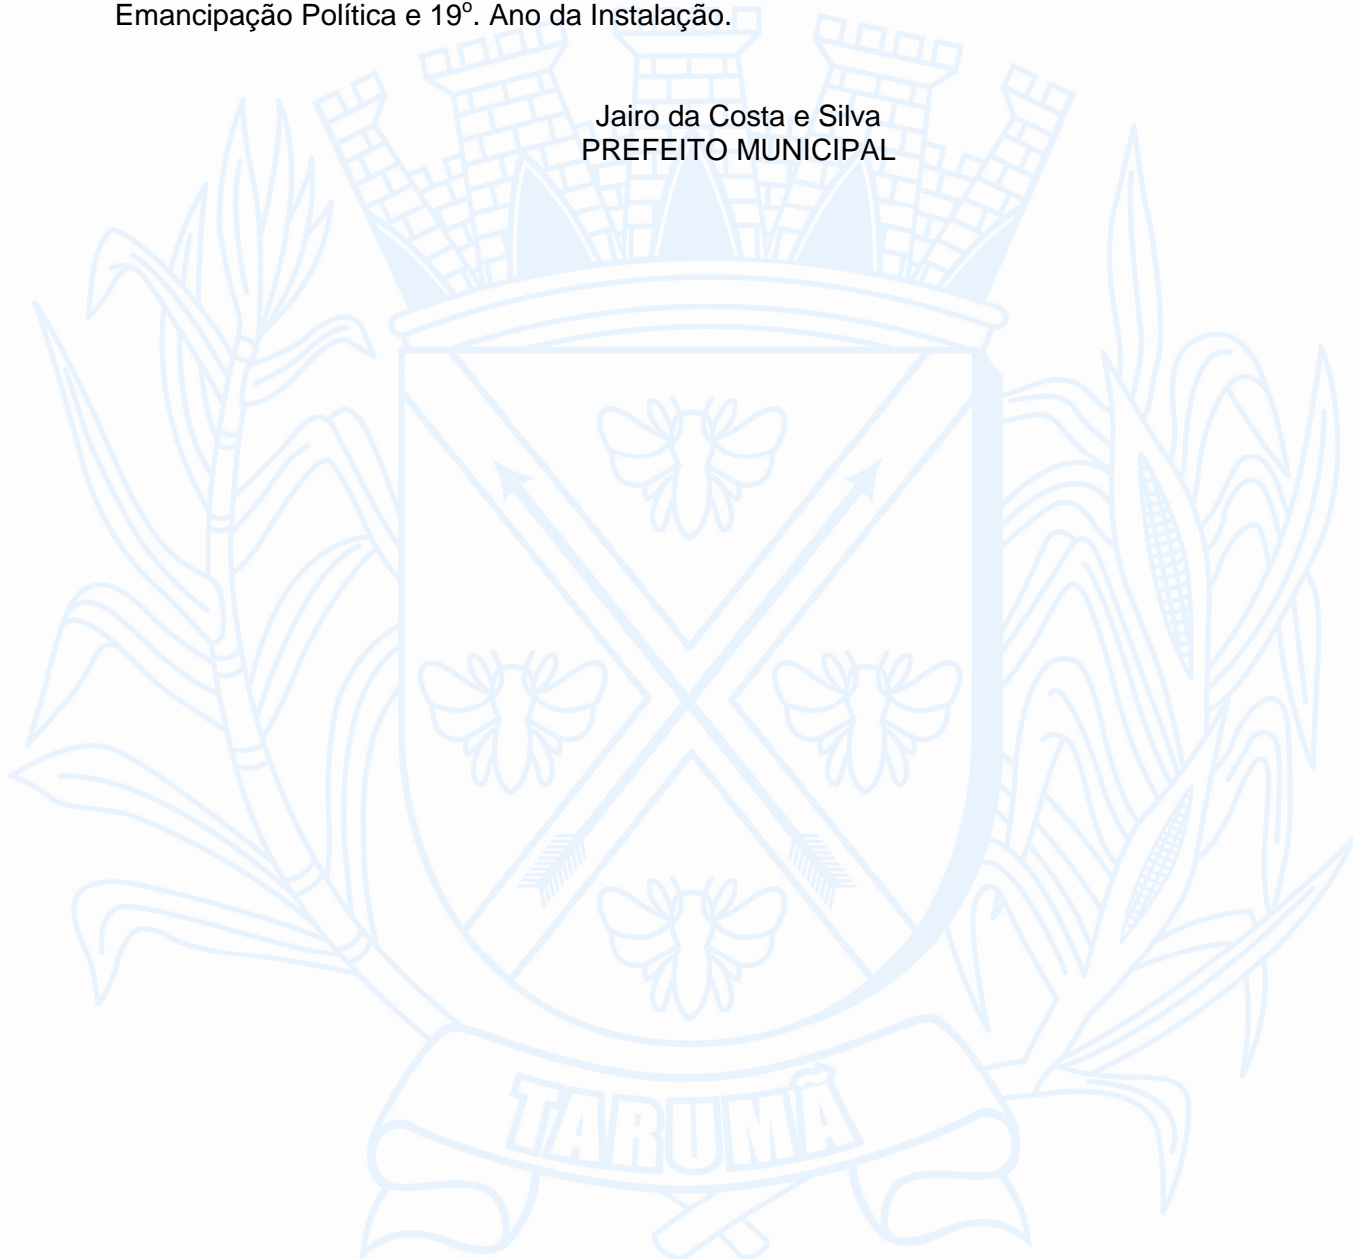 Emancipação Política e 19º. Ano da Instalação.
Jairo da Costa e Silva
PREFEITO MUNICIPAL
TARUMÃ